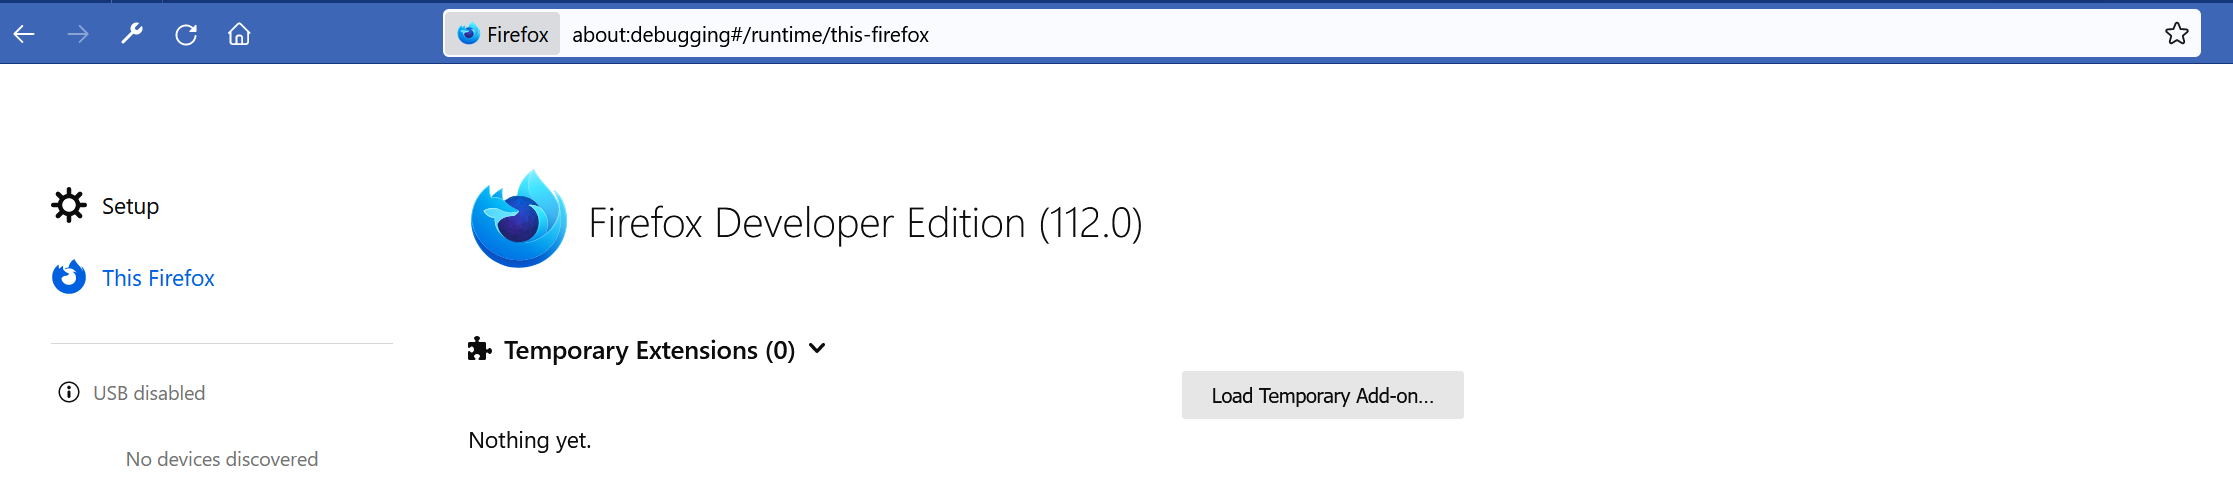 Firefox about:debugging#/runtime/this-firefox
Setup
This Firefox
USB disabled
No devices discovered
Firefox Developer Edition (112.0)
Temporary Extensions (0)
Load Temporary Add-on...
Nothing yet.